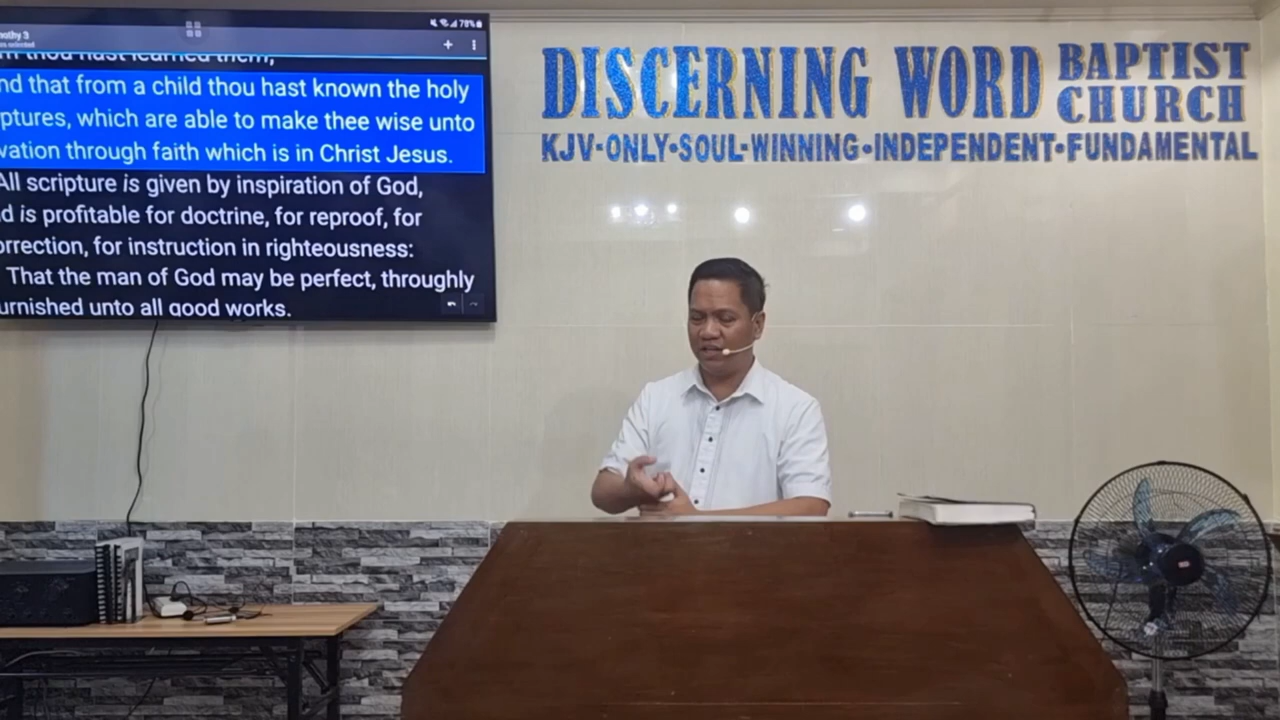 othy 3
78%
nd that from a child thou hast known the holy
ptures, which are able to make thee wise unto
vation through faith which is in Christ Jesus.
All scripture is given by inspiration of God,
d is profitable for doctrine, for reproof, for
orrection, for instruction in righteousness:
That the man of God may be perfect, throughly
urnished unto all good works.
DISCERNING WORD BAPTIST CHURCH
KJV-ONLY•SOUL-WINNING•INDEPENDENT•FUNDAMENTAL